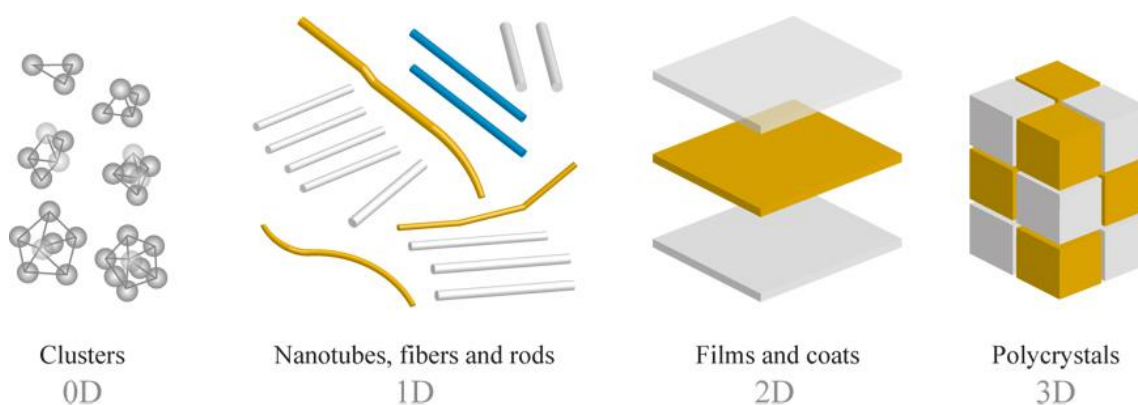 Clusters
0D
Nanotubes, fibers and rods
1D
Films and coats
2D
Polycrystals
3D